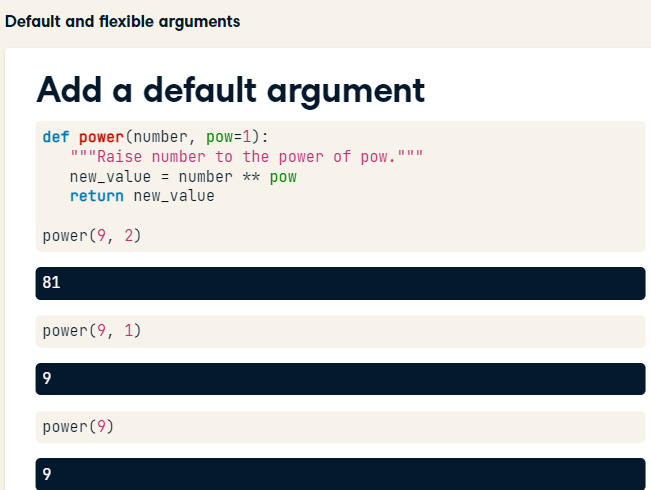 Default and flexible arguments
Add a default argument
def power(number, pow=1):
   """Raise number to the power of pow."""
   new_value = number ** pow
   return new_value
power(9, 2)
81
power(9, 1)
9
power(9)
9